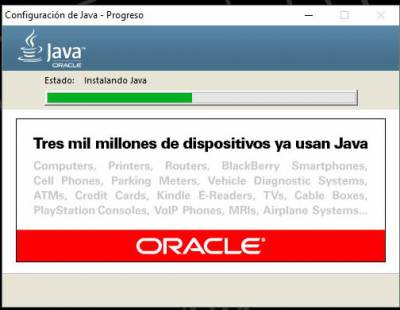 Configuración de Java - Progreso
Java™
ORACLE
Estado: Instalando Java
Tres mil millones de dispositivos ya usan Java
Computers, Printers, Routers, BlackBerry Smartphones,
Cell Phones, Parking Meters, Vehicle Diagnostic Systems,
ATMs, Credit Cards, Kindle E-Readers, TVs, Cable Boxes,
PlayStation Consoles, VoIP Phones, MRIs, Airplane Systems...
ORACLE®